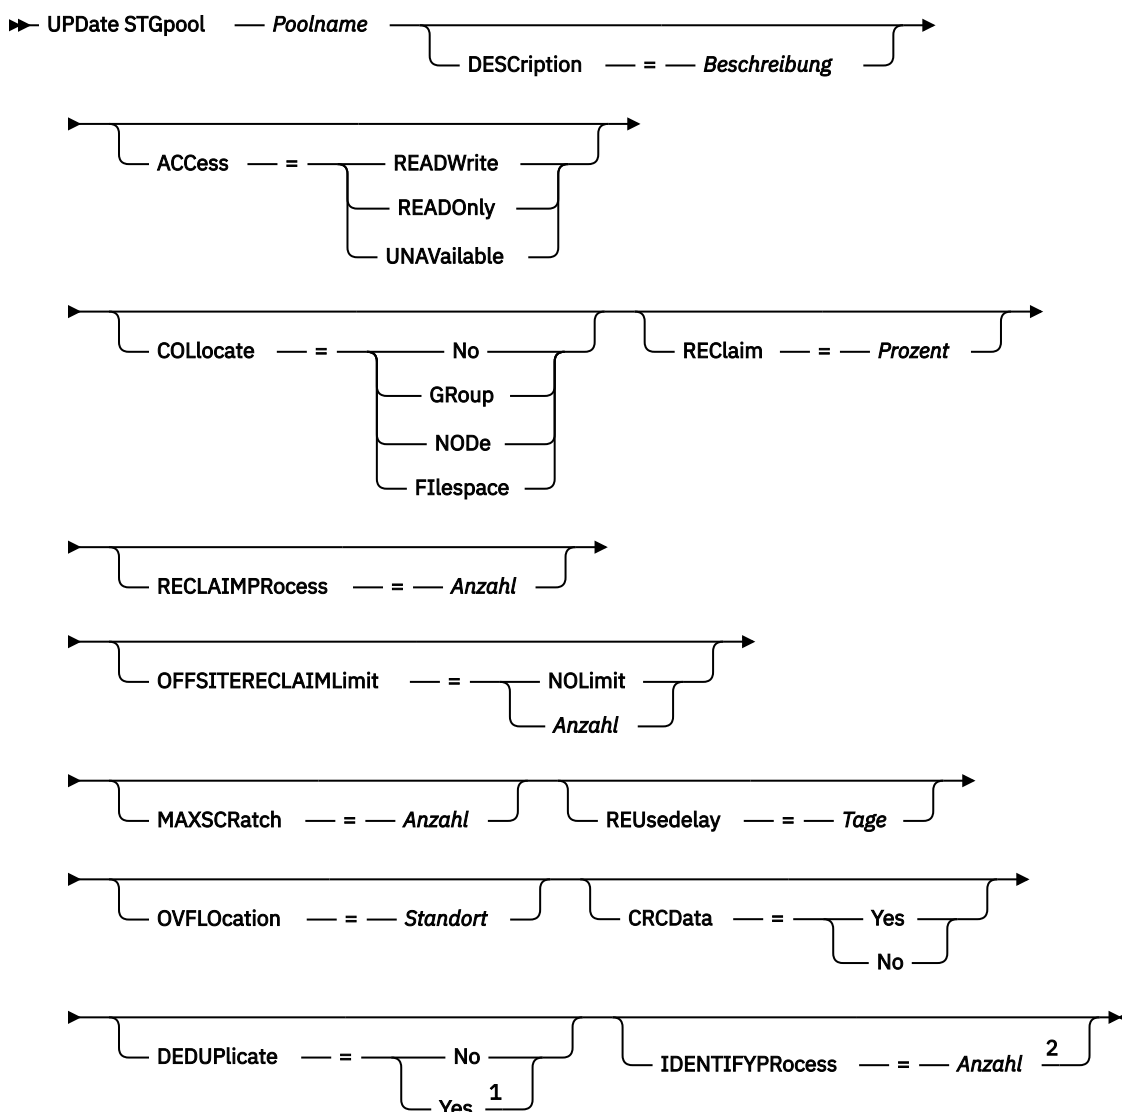 UPDate STGpool Poolname
DESCription = Beschreibung
ACCess = READWrite
READOnly
UNAVailable
COLlocate = No
GRoup
NODe
FIlespace
REClaim = Prozent
RECLAIMPRocess = Anzahl
OFFSITERECLAIMLimit = NOLimit
Anzahl
MAXSCRatch = Anzahl
REUsedelay = Tage
OVFLOcation = Standort
CRCData = Yes
No
DEDUPlicate = No
Yes 1
IDENTIFYPRocess = Anzahl 2